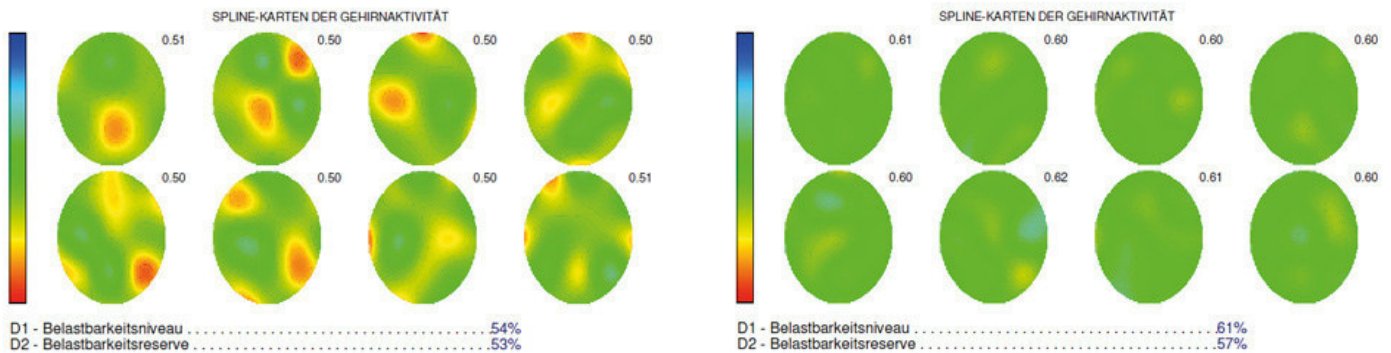 SPLINE-KARTEN DER GEHIRNAKTIVITÄT
0.51 0.50 0.50 0.50
0.50 0.50 0.50 0.51
D1 - Belastbarkeitsniveau . . . . . . . . . . . . . . . . . . . . . . . . . . . . . . . . . . . . . . . . 54%
D2 - Belastbarkeitsreserve . . . . . . . . . . . . . . . . . . . . . . . . . . . . . . . . . . . . . . . 53%
SPLINE-KARTEN DER GEHIRNAKTIVITÄT
0.61 0.60 0.60 0.60
0.60 0.62 0.61 0.60
D1 - Belastbarkeitsniveau . . . . . . . . . . . . . . . . . . . . . . . . . . . . . . . . . . . . . . . . 61%
D2 - Belastbarkeitsreserve . . . . . . . . . . . . . . . . . . . . . . . . . . . . . . . . . . . . . . . 57%